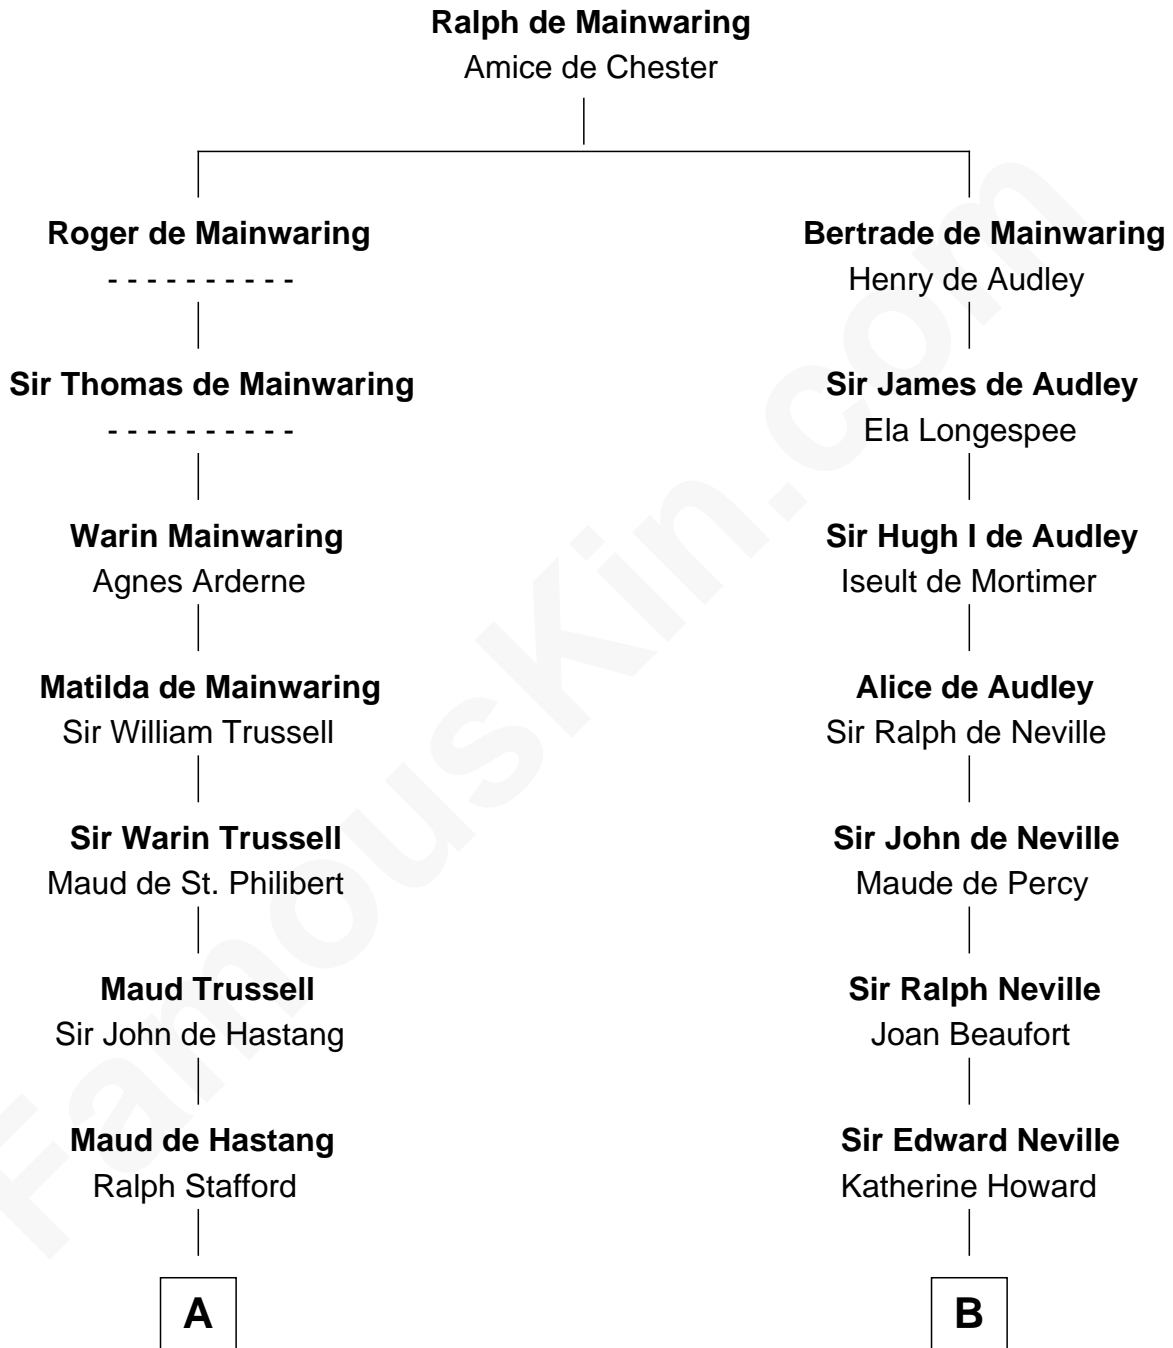 Ralph de Mainwaring
Amice de Chester
Roger de Mainwaring
- - - - - - - - - -
Bertrade de Mainwaring
Henry de Audley
Sir Thomas de Mainwaring
- - - - - - - - - -
Sir James de Audley
Ela Longespee
Warin Mainwaring
Agnes Arderne
Sir Hugh I de Audley
Iseult de Mortimer
Matilda de Mainwaring
Sir William Trussell
Alice de Audley
Sir Ralph de Neville
Sir Warin Trussell
Maud de St. Philibert
Sir John de Neville
Maude de Percy
Maud Trussell
Sir John de Hastang
Sir Ralph Neville
Joan Beaufort
Maud de Hastang
Ralph Stafford
Sir Edward Neville
Katherine Howard
A
B
FamousKin.com